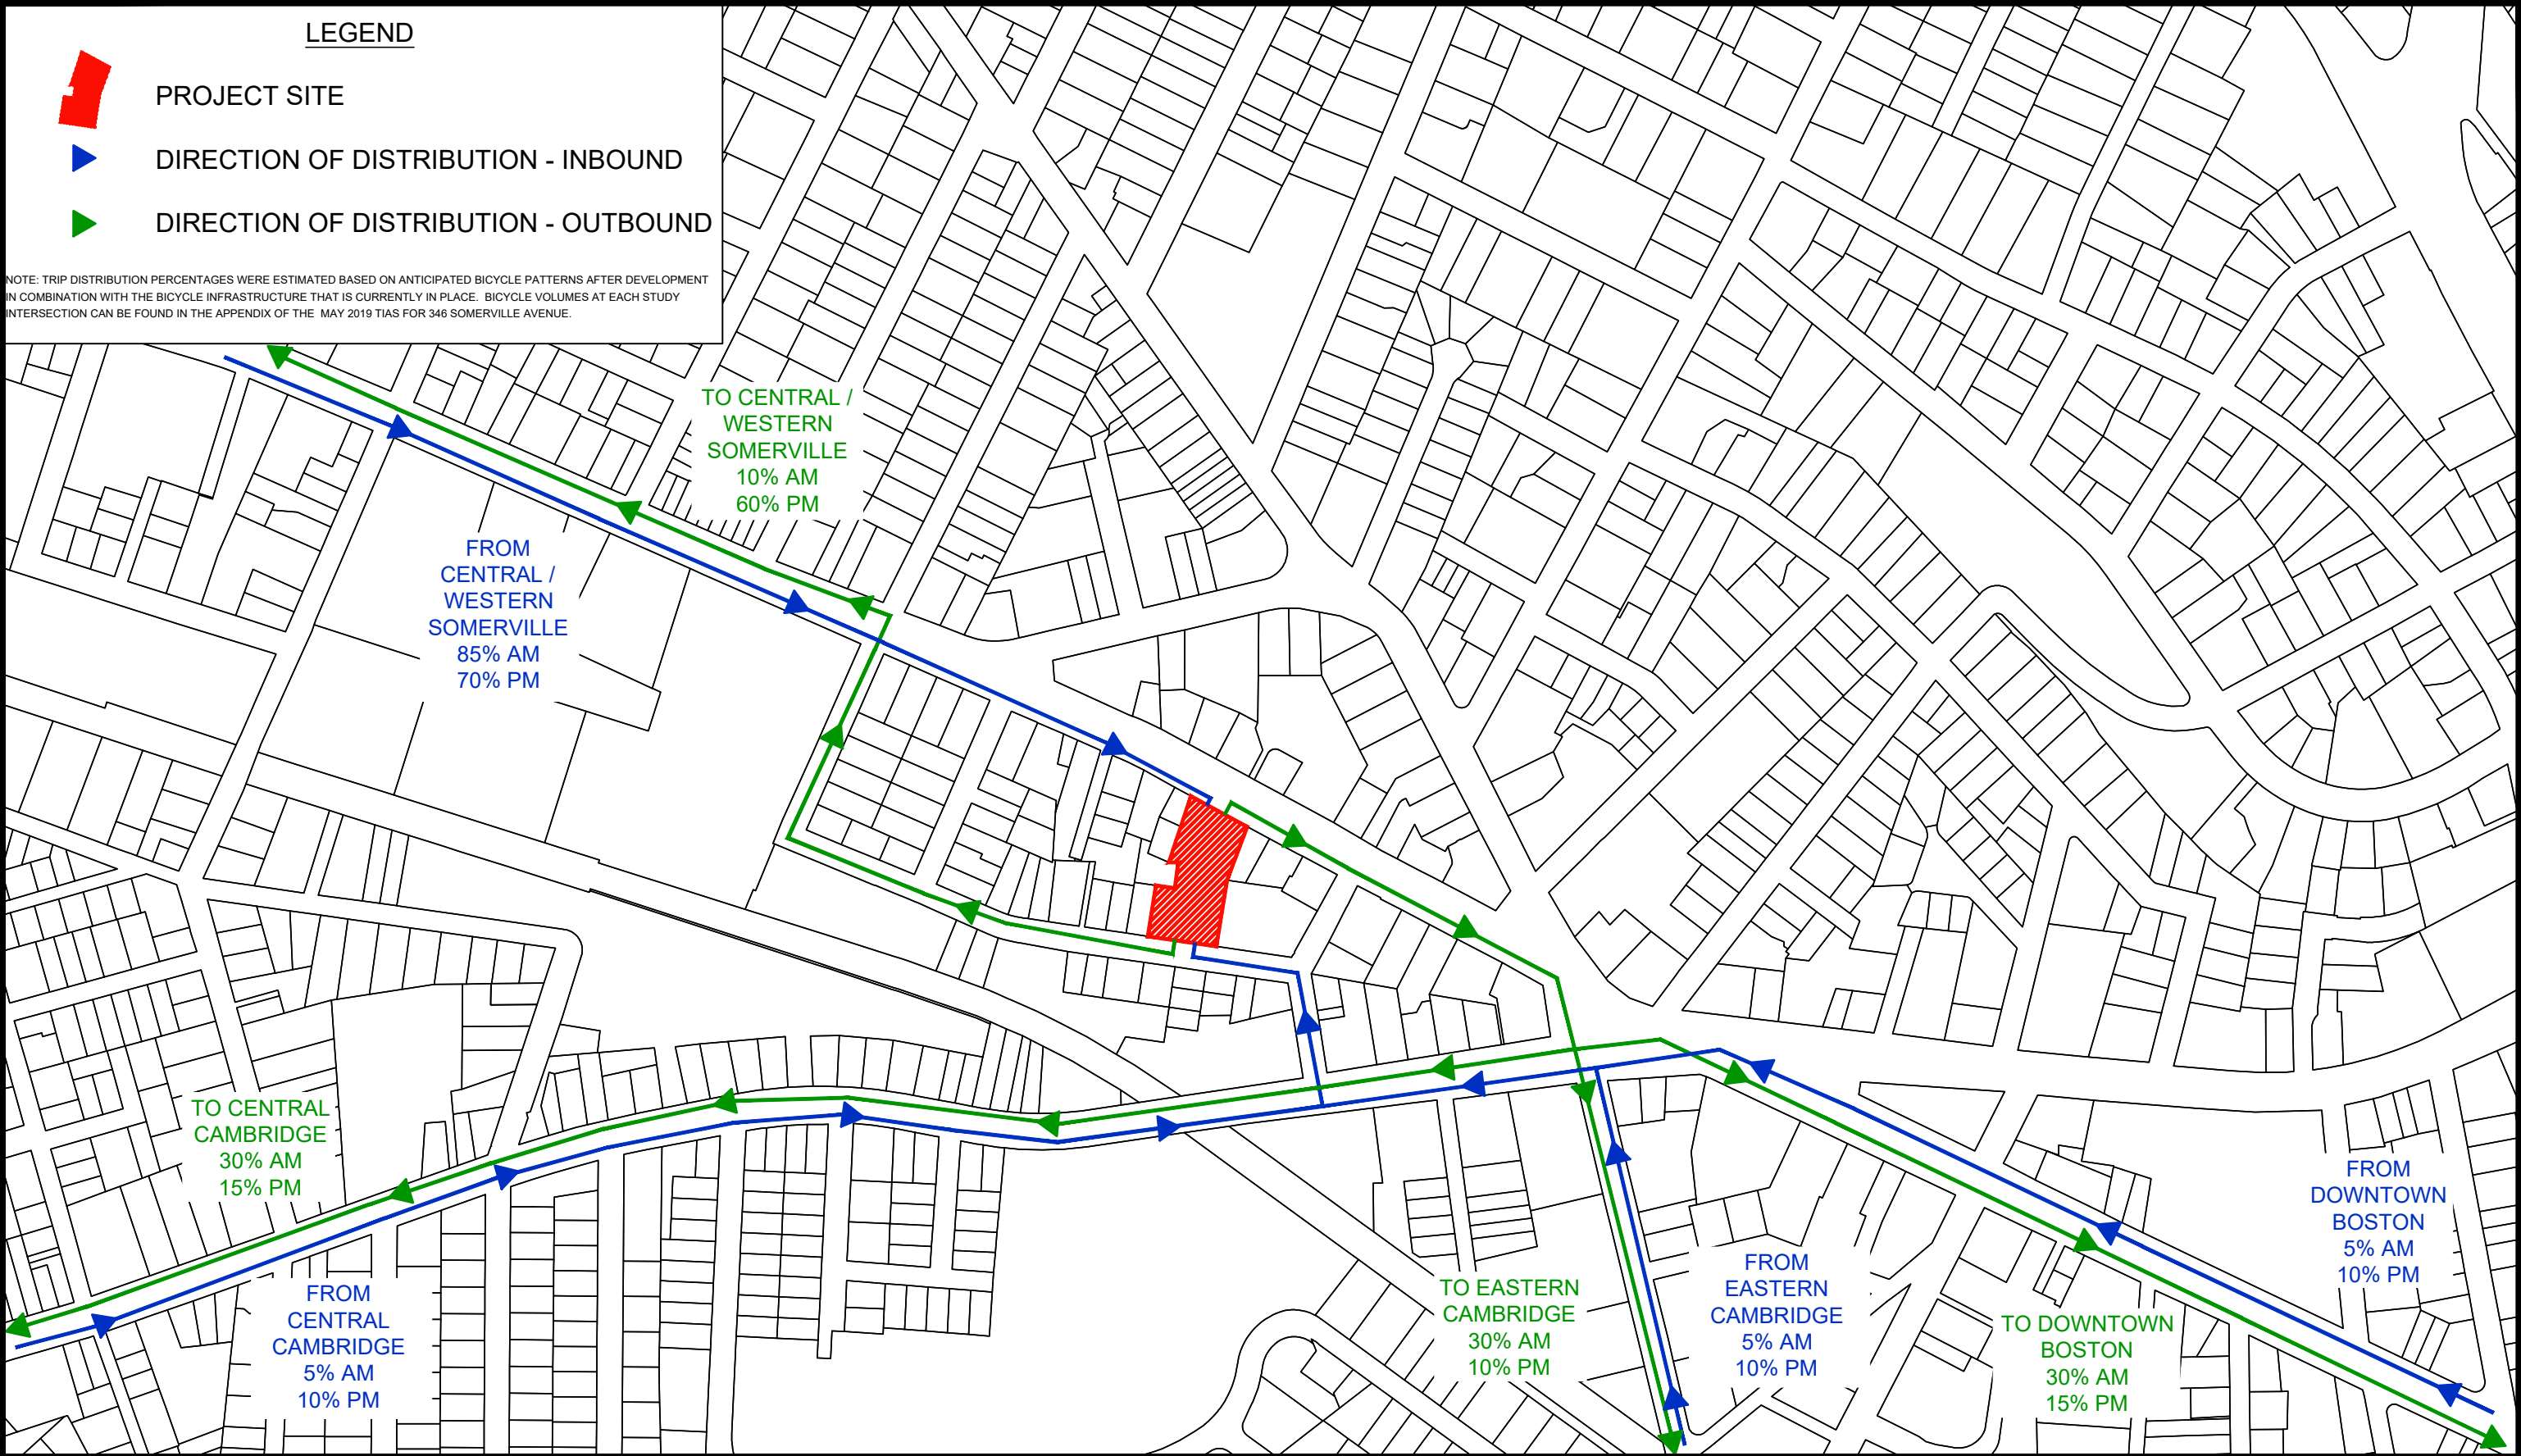 LEGEND
PROJECT SITE
DIRECTION OF DISTRIBUTION - INBOUND
DIRECTION OF DISTRIBUTION - OUTBOUND
NOTE: TRIP DISTRIBUTION PERCENTAGES WERE ESTIMATED BASED ON ANTICIPATED BICYCLE PATTERNS AFTER DEVELOPMENT
IN COMBINATION WITH THE BICYCLE INFRASTRUCTURE THAT IS CURRENTLY IN PLACE. BICYCLE VOLUMES AT EACH STUDY
INTERSECTION CAN BE FOUND IN THE APPENDIX OF THE MAY 2019 TIAS FOR 346 SOMERVILLE AVENUE.
TO CENTRAL /
WESTERN
SOMERVILLE
10% AM
60% PM
FROM
CENTRAL /
WESTERN
SOMERVILLE
85% AM
70% PM
TO CENTRAL
CAMBRIDGE
30% AM
15% PM
FROM
CENTRAL
CAMBRIDGE
5% AM
10% PM
TO EASTERN
CAMBRIDGE
30% AM
10% PM
FROM
EASTERN
CAMBRIDGE
5% AM
10% PM
TO DOWNTOWN
BOSTON
30% AM
15% PM
FROM
DOWNTOWN
BOSTON
5% AM
10% PM